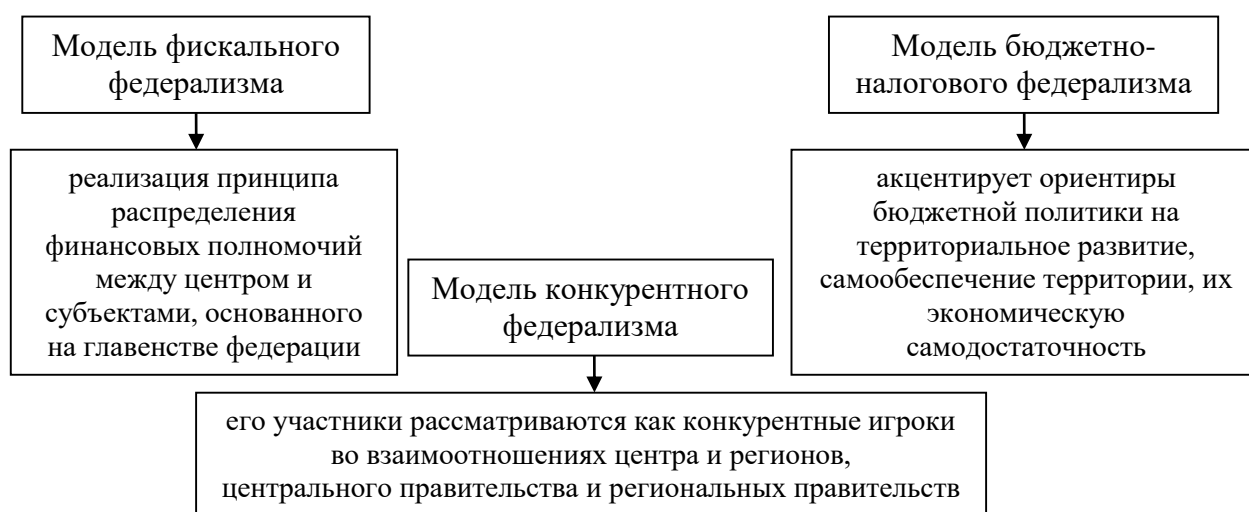 Модель фискального
федерализма
реализация принципа
распределения
финансовых полномочий
между центром и
субъектами, основанного
на главенстве федерации
Модель конкурентного
федерализма
его участники рассматриваются как конкурентные игроки
во взаимоотношениях центра и регионов,
центрального правительства и региональных правительств
Модель бюджетно-
налогового федерализма
акцентирует ориентиры
бюджетной политики на
территориальное развитие,
самообеспечение территории, их
экономическую
самодостаточность